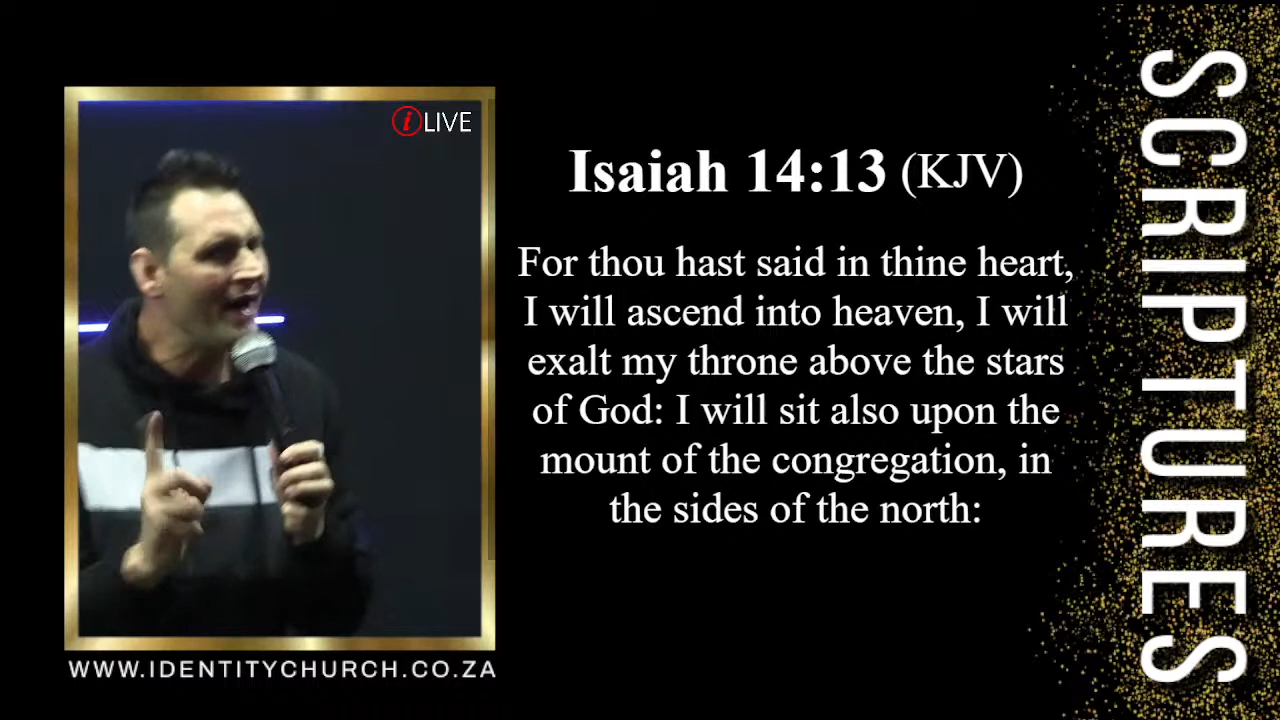 i LIVE
Isaiah 14:13 (KJV)
For thou hast said in thine heart,
I will ascend into heaven, I will
exalt my throne above the stars
of God: I will sit also upon the
mount of the congregation, in
the sides of the north:
WWW.IDENTITYCHURCH.CO.ZA
SCRIPTURES